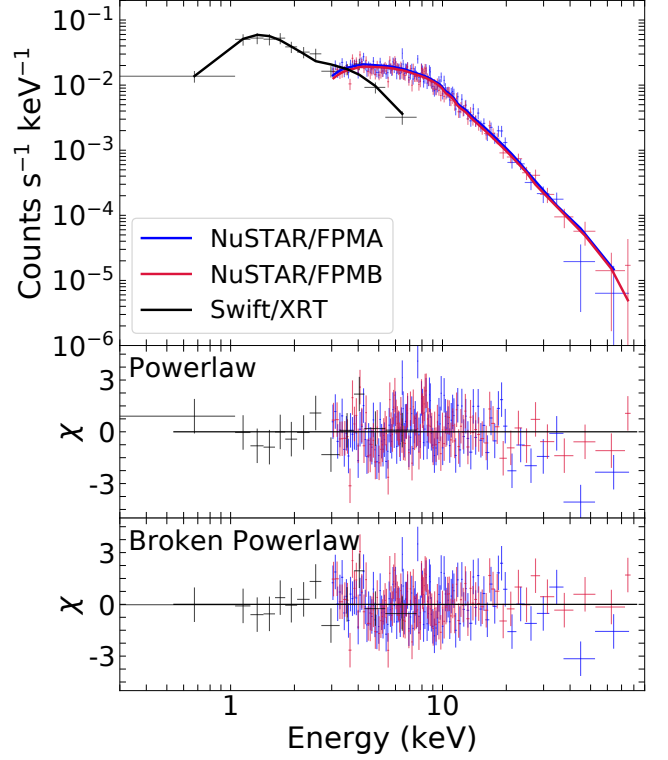 Counts s⁻¹ keV⁻¹
10⁻¹
10⁻²
10⁻³
10⁻⁴
10⁻⁵
10⁻⁶
NuSTAR/FPMA
NuSTAR/FPMB
Swift/XRT
Powerlaw
χ
3
0
-3
Broken Powerlaw
χ
3
0
-3
1 10
Energy (keV)